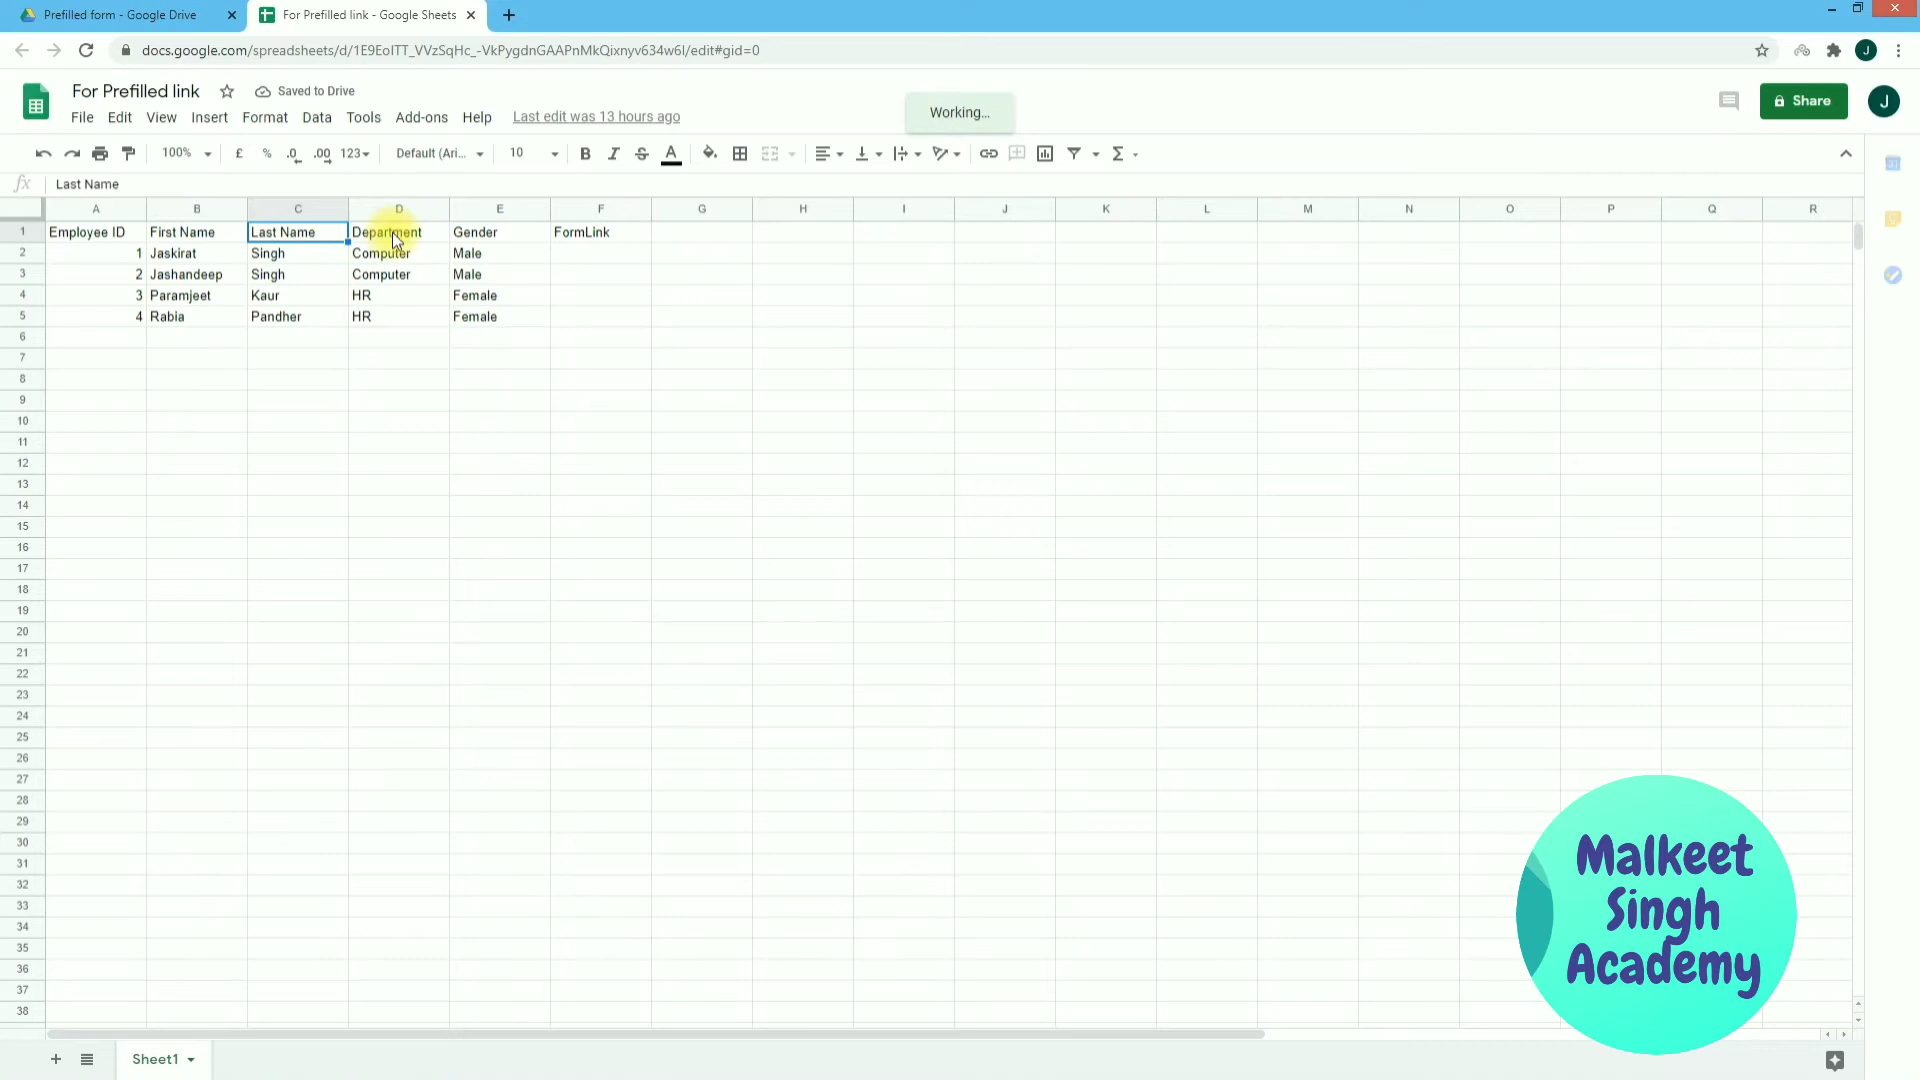 Prefilled form - Google Drive
For Prefilled link - Google Sheets
docs.google.com/spreadsheets/d/1E9EoITT_VVzSqHc_-VkPygdnGAAPnMkQixnyv634w6I/edit#gid=0
J
For Prefilled link
Saved to Drive
Working...
Share
J
File Edit View Insert Format Data Tools Add-ons Help Last edit was 13 hours ago
100% £ % .0 .00 123 Default (Ari... 10 B I S A Σ
fx Last Name
A B C D E F G H I J K L M N O P Q R
1 Employee ID First Name Last Name Department Gender FormLink
2 1 Jaskirat Singh Computer Male
3 2 Jashandeep Singh Computer Male
4 3 Paramjeet Kaur HR Female
5 4 Rabia Pandher HR Female
6
7
8
9
10
11
12
13
14
15
16
17
18
19
20
21
22
23
24
25
26
27
28
29
30
31
32
33
34
35
36
37
38
Malkeet
Singh
Academy
Sheet1